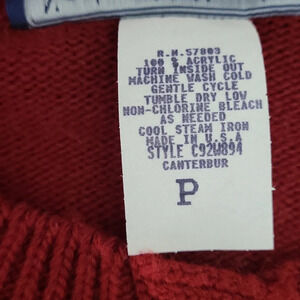 R.N. 57803
100 % ACRYLIC
TURN INSIDE OUT
MACHINE WASH COLD
GENTLE CYCLE
TUMBLE DRY LOW
NON-CHLORINE BLEACH
AS NEEDED
COOL STEAM IRON
MADE IN U.S.A
STYLE C92W894
CANTERBUR
P